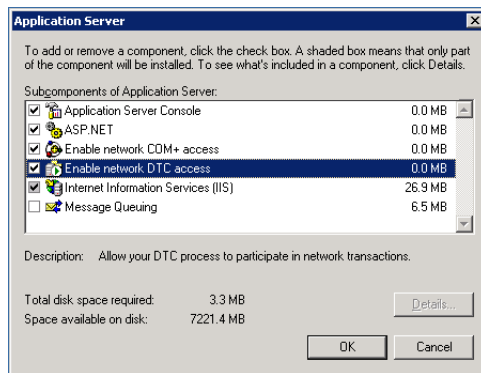 Application Server
To add or remove a component, click the check box. A shaded box means that only part
of the component will be installed. To see what's included in a component, click Details.
Subcomponents of Application Server:
Application Server Console 0.0 MB
ASP.NET 0.0 MB
Enable network COM+ access 0.0 MB
Enable network DTC access 0.0 MB
Internet Information Services (IIS) 26.9 MB
Message Queuing 6.5 MB
Description: Allow your DTC process to participate in network transactions.
Total disk space required: 3.3 MB
Space available on disk: 7221.4 MB
Details...
OK Cancel